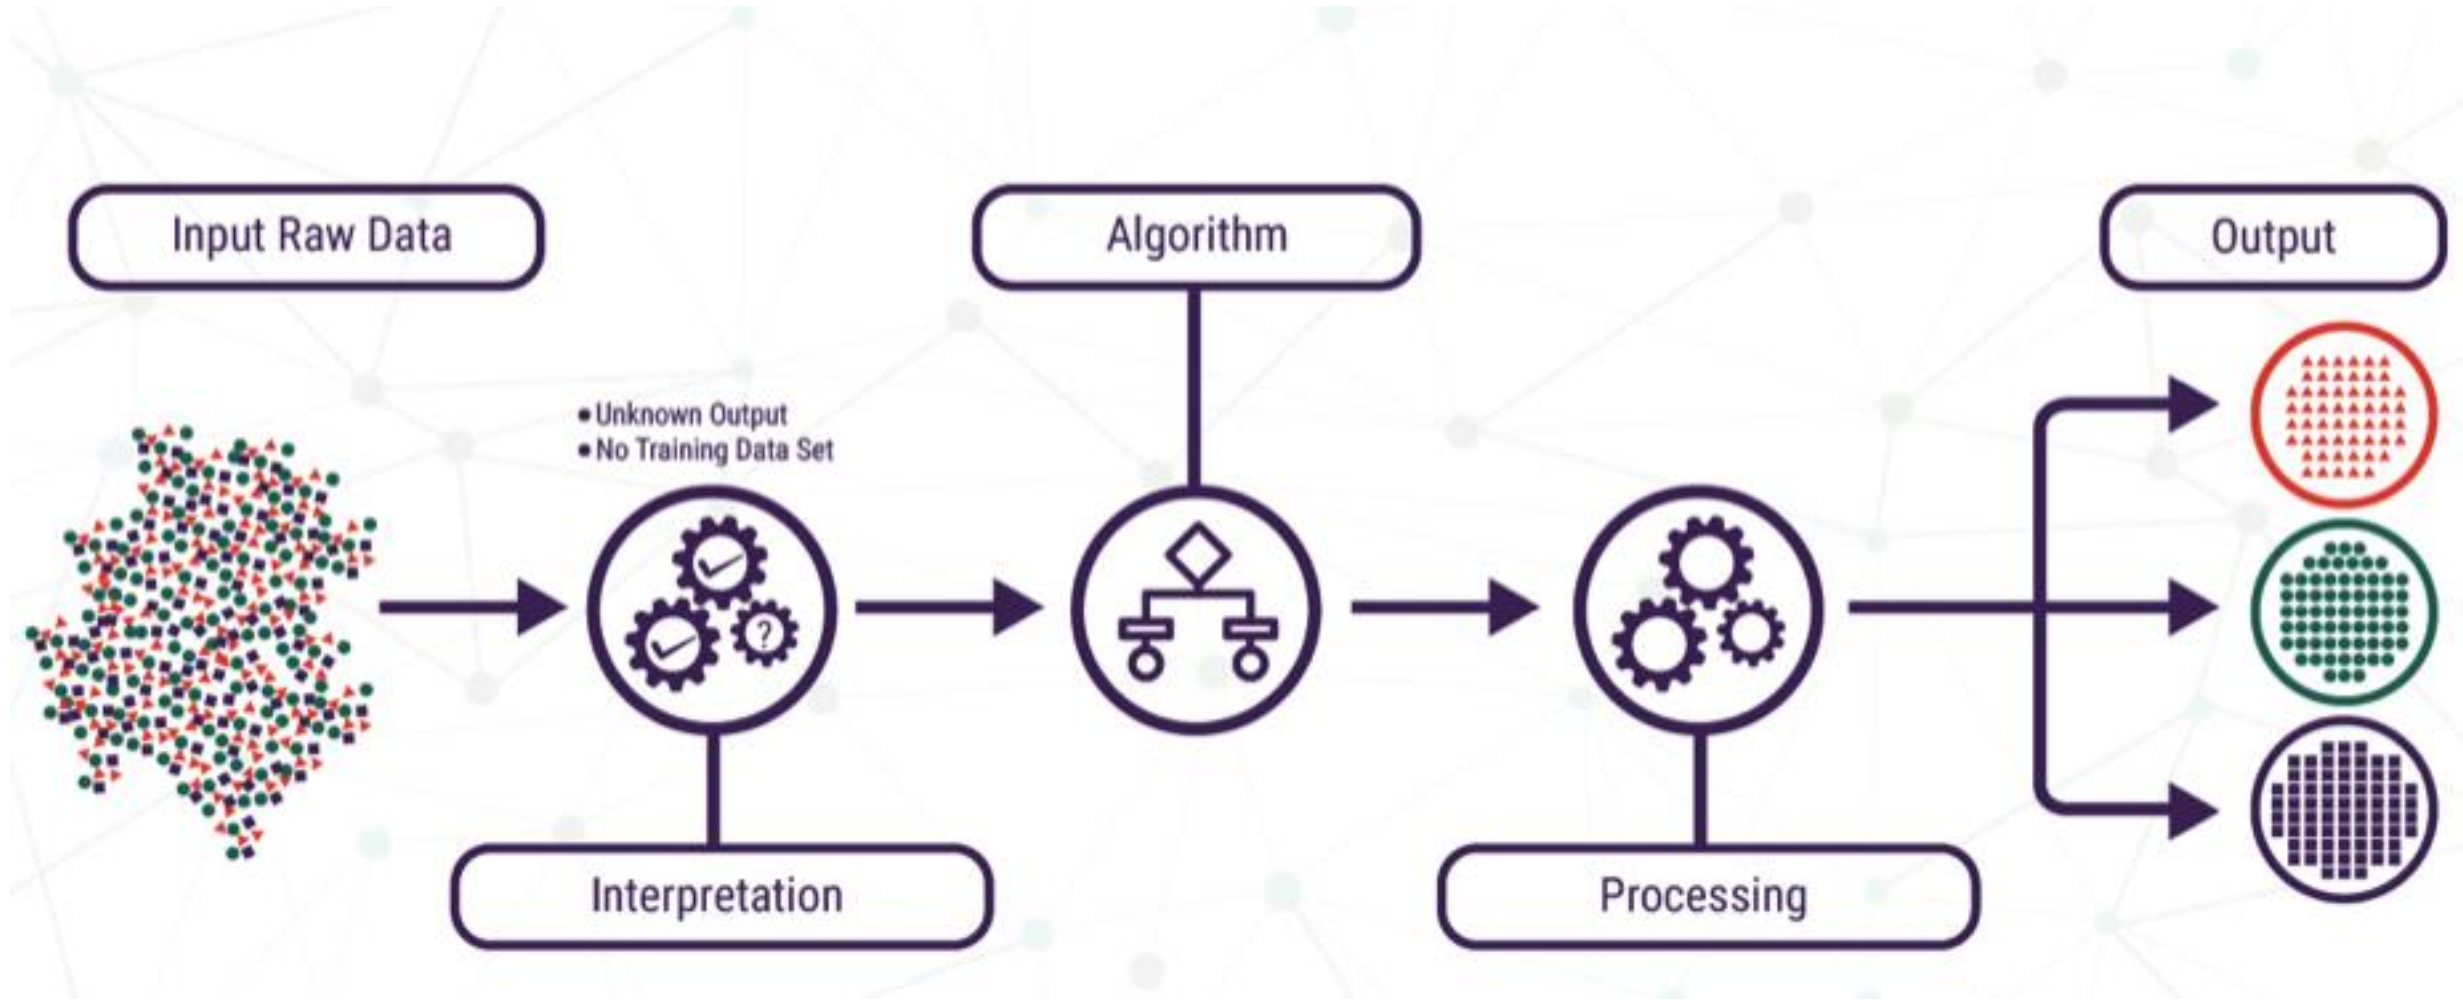 Input Raw Data
Algorithm
Output
• Unknown Output
• No Training Data Set
?
Interpretation
Processing